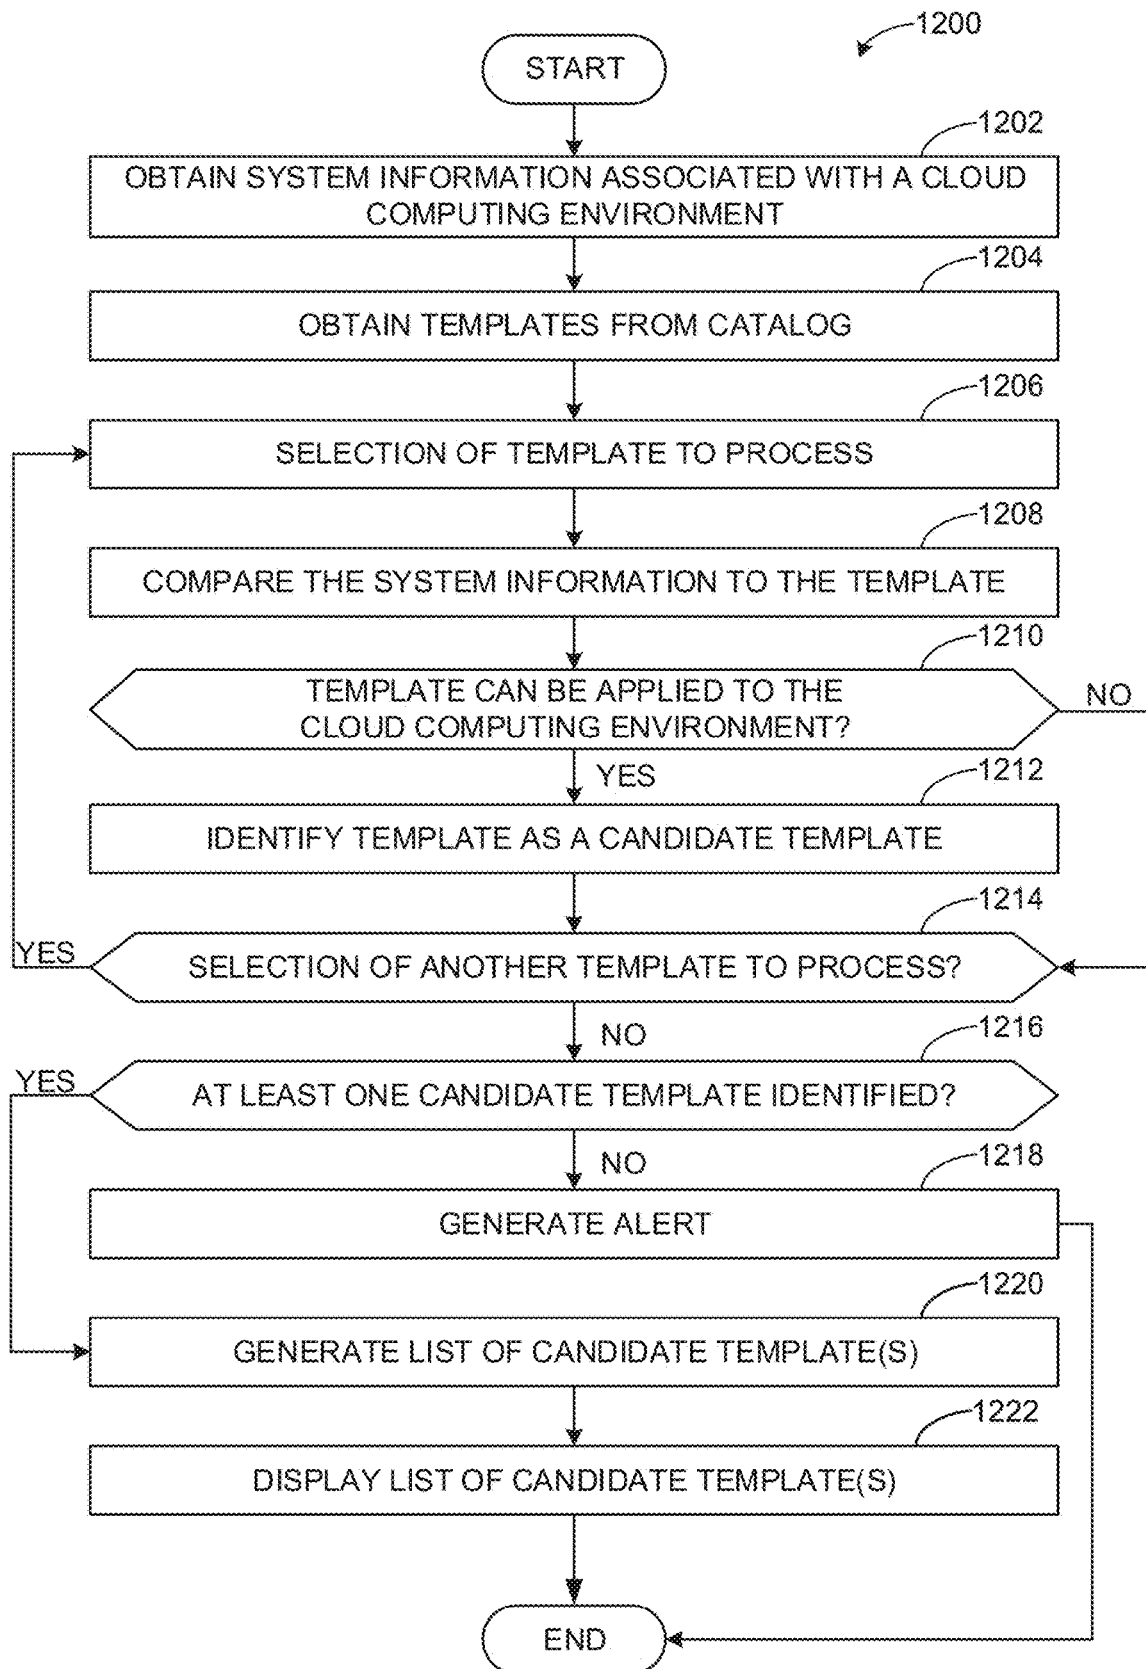 1200
START
1202
OBTAIN SYSTEM INFORMATION ASSOCIATED WITH A CLOUD
COMPUTING ENVIRONMENT
1204
OBTAIN TEMPLATES FROM CATALOG
1206
SELECTION OF TEMPLATE TO PROCESS
1208
COMPARE THE SYSTEM INFORMATION TO THE TEMPLATE
1210
TEMPLATE CAN BE APPLIED TO THE
CLOUD COMPUTING ENVIRONMENT?
NO
YES
1212
IDENTIFY TEMPLATE AS A CANDIDATE TEMPLATE
1214
YES
SELECTION OF ANOTHER TEMPLATE TO PROCESS?
NO
1216
YES
AT LEAST ONE CANDIDATE TEMPLATE IDENTIFIED?
NO
1218
GENERATE ALERT
1220
GENERATE LIST OF CANDIDATE TEMPLATE(S)
1222
DISPLAY LIST OF CANDIDATE TEMPLATE(S)
END